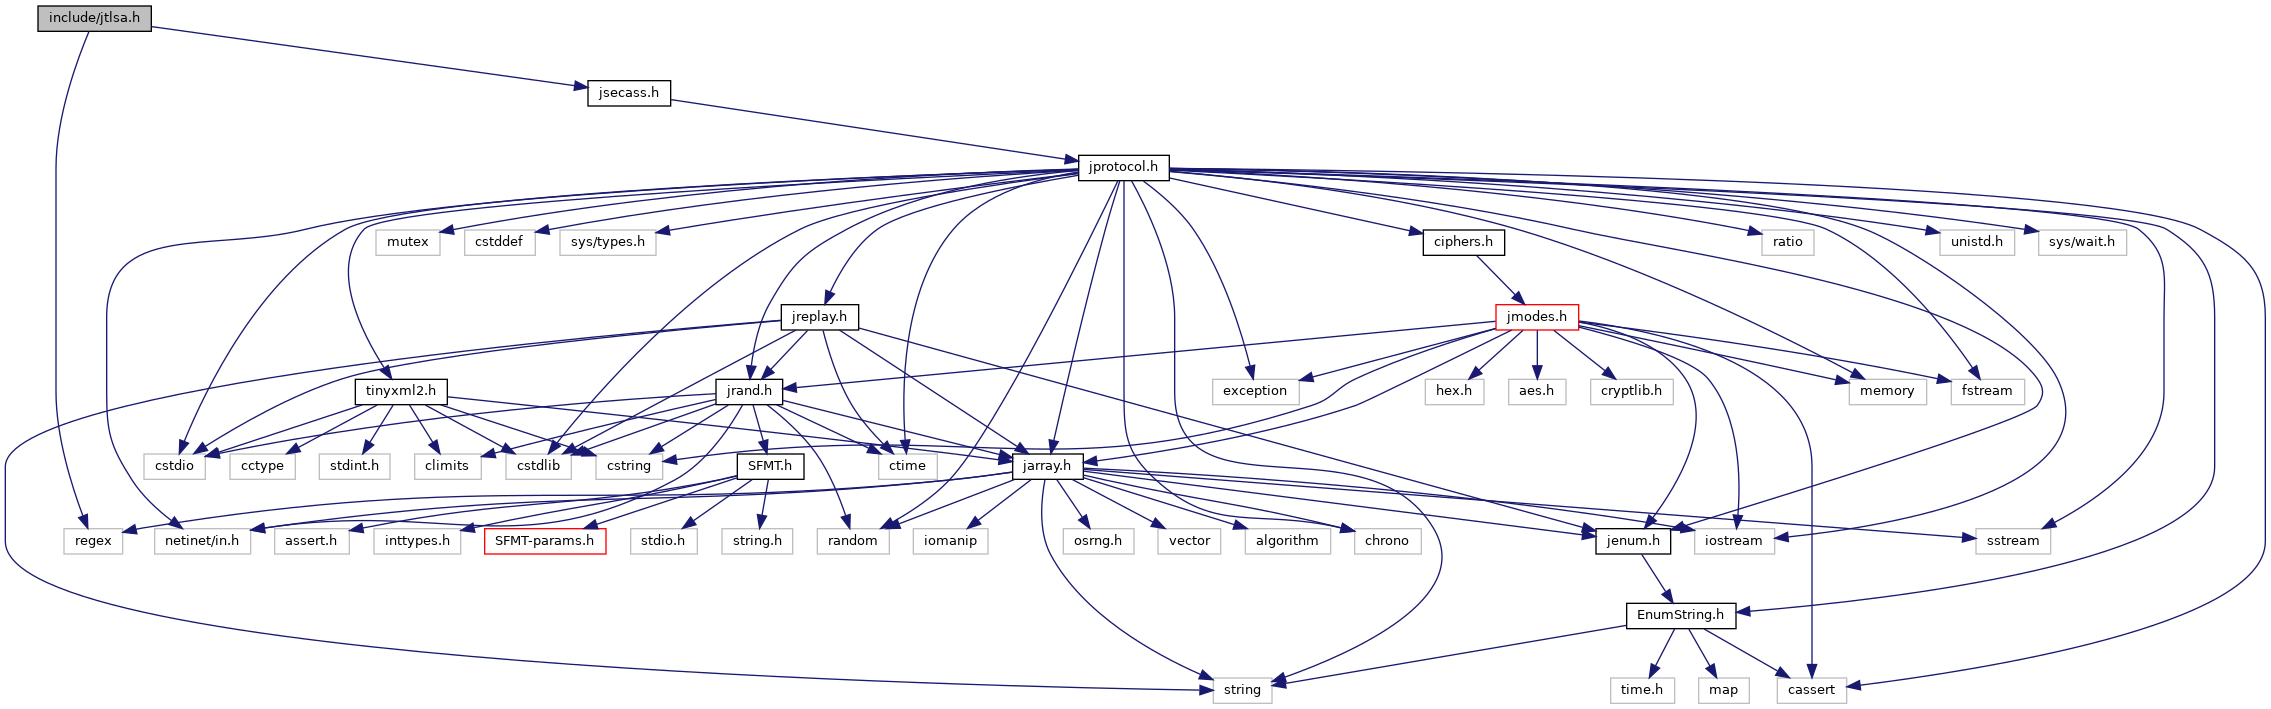 include/jtlsa.h
jsecass.h
jprotocol.h
mutex
cstddef
sys/types.h
ciphers.h
ratio
unistd.h
sys/wait.h
jreplay.h
jmodes.h
tinyxml2.h
jrand.h
exception
hex.h
aes.h
cryptlib.h
memory
fstream
cstdio
cctype
stdint.h
climits
cstdlib
cstring
SFMT.h
ctime
jarray.h
regex
netinet/in.h
assert.h
inttypes.h
SFMT-params.h
stdio.h
string.h
random
iomanip
osrng.h
vector
algorithm
chrono
jenum.h
iostream
sstream
EnumString.h
string
time.h
map
cassert